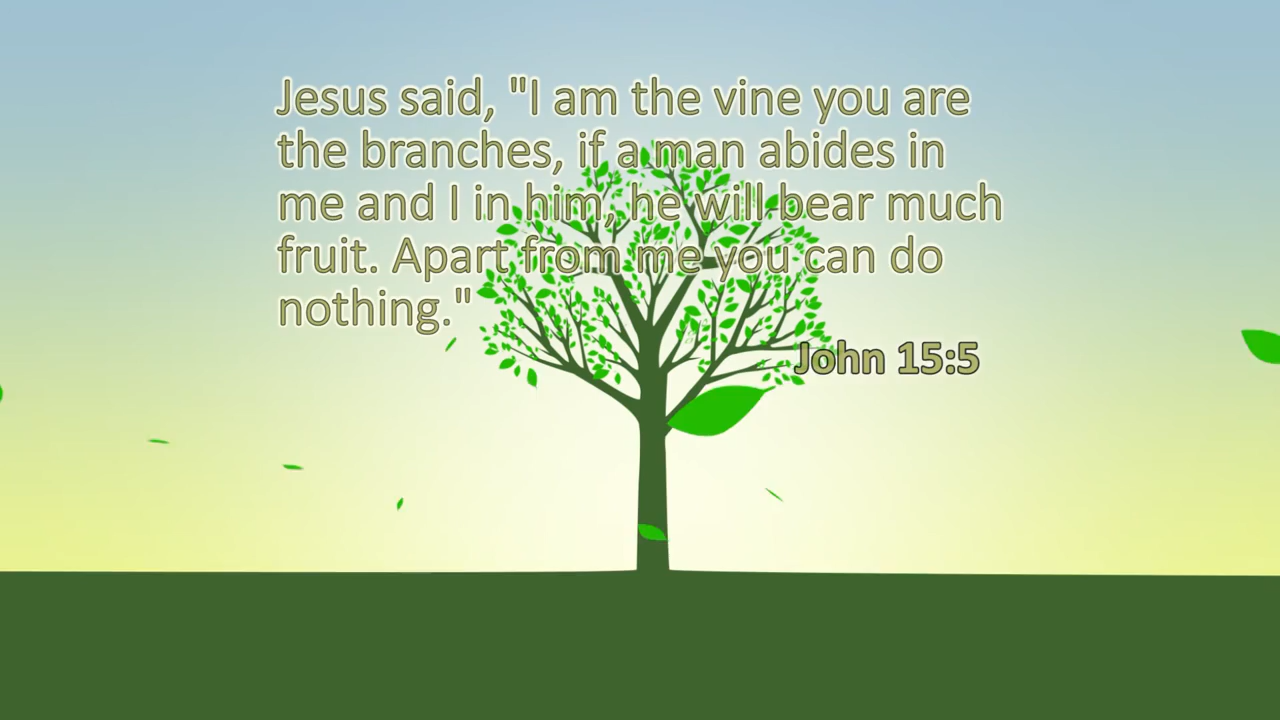 Jesus said, "I am the vine you are
the branches, if a man abides in
me and I in him, he will bear much
fruit. Apart from me you can do
nothing."
John 15:5